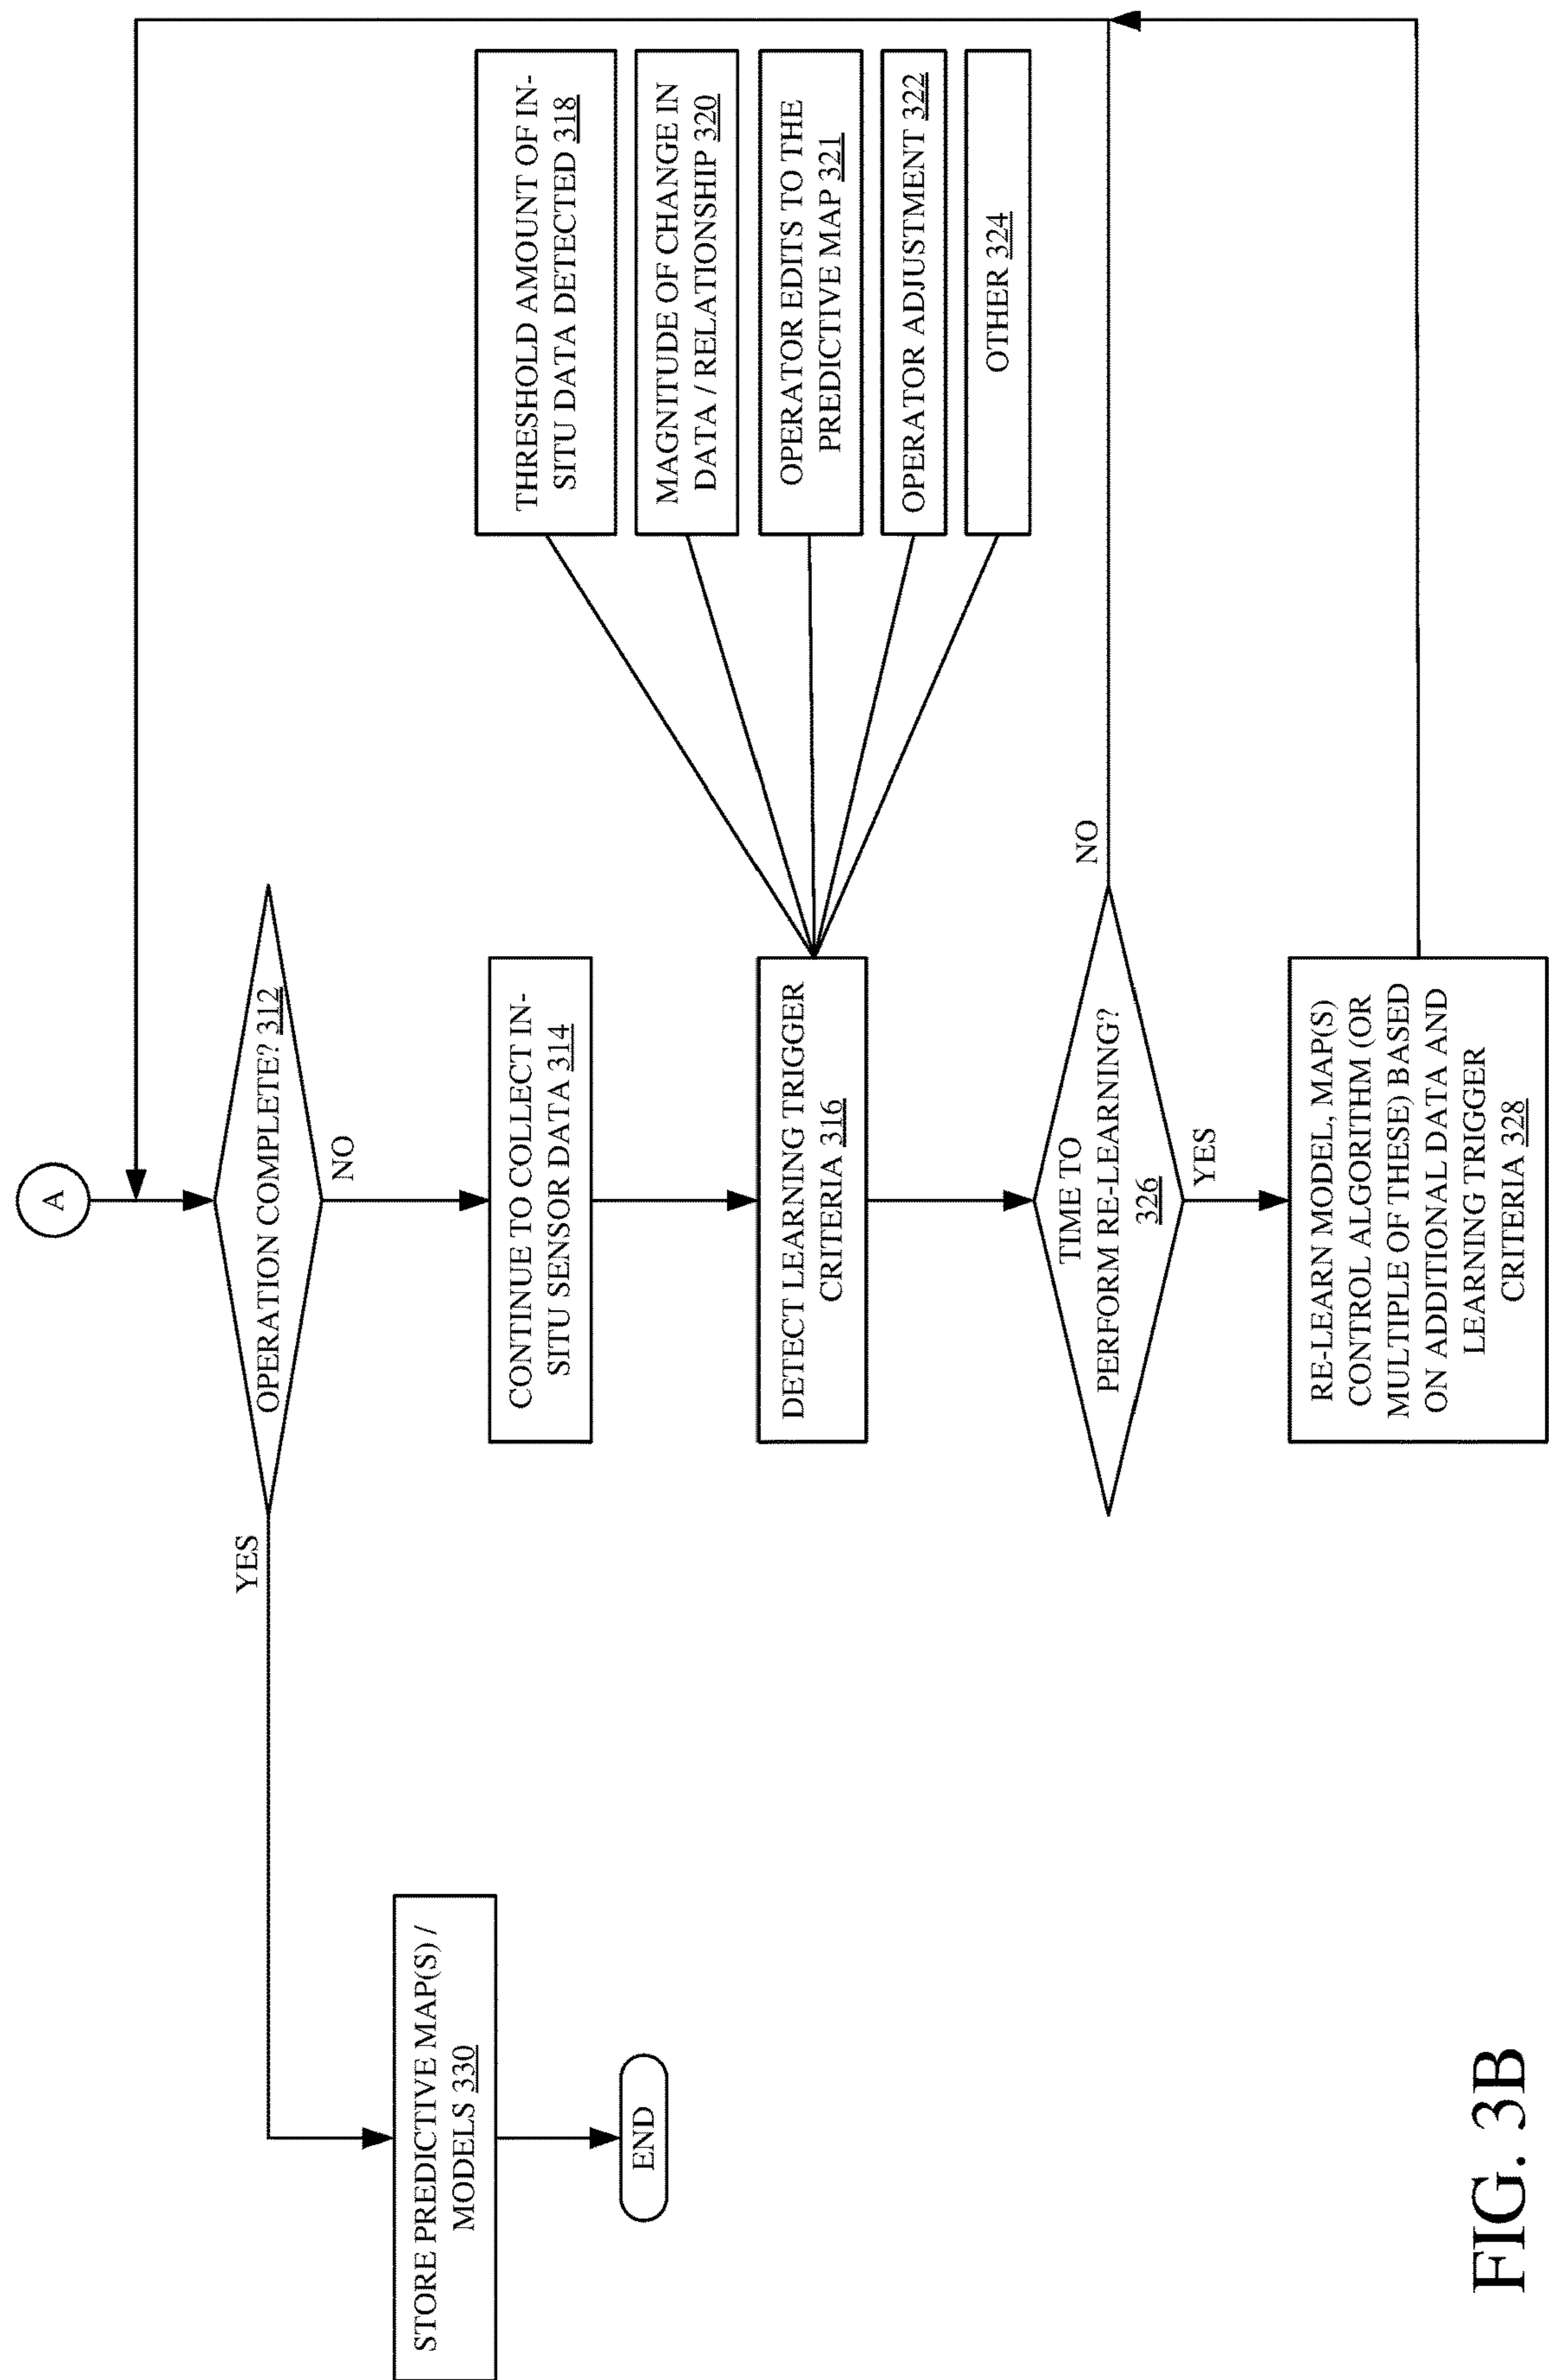 A
OPERATION COMPLETE? 312
YES
NO
STORE PREDICTIVE MAP(S) /
MODELS 330
END
CONTINUE TO COLLECT IN-
SITU SENSOR DATA 314
DETECT LEARNING TRIGGER
CRITERIA 316
THRESHOLD AMOUNT OF IN-
SITU DATA DETECTED 318
MAGNITUDE OF CHANGE IN
DATA / RELATIONSHIP 320
OPERATOR EDITS TO THE
PREDICTIVE MAP 321
OPERATOR ADJUSTMENT 322
OTHER 324
TIME TO
PERFORM RE-LEARNING?
326
NO
YES
RE-LEARN MODEL, MAP(S)
CONTROL ALGORITHM (OR
MULTIPLE OF THESE) BASED
ON ADDITIONAL DATA AND
LEARNING TRIGGER
CRITERIA 328
FIG. 3B